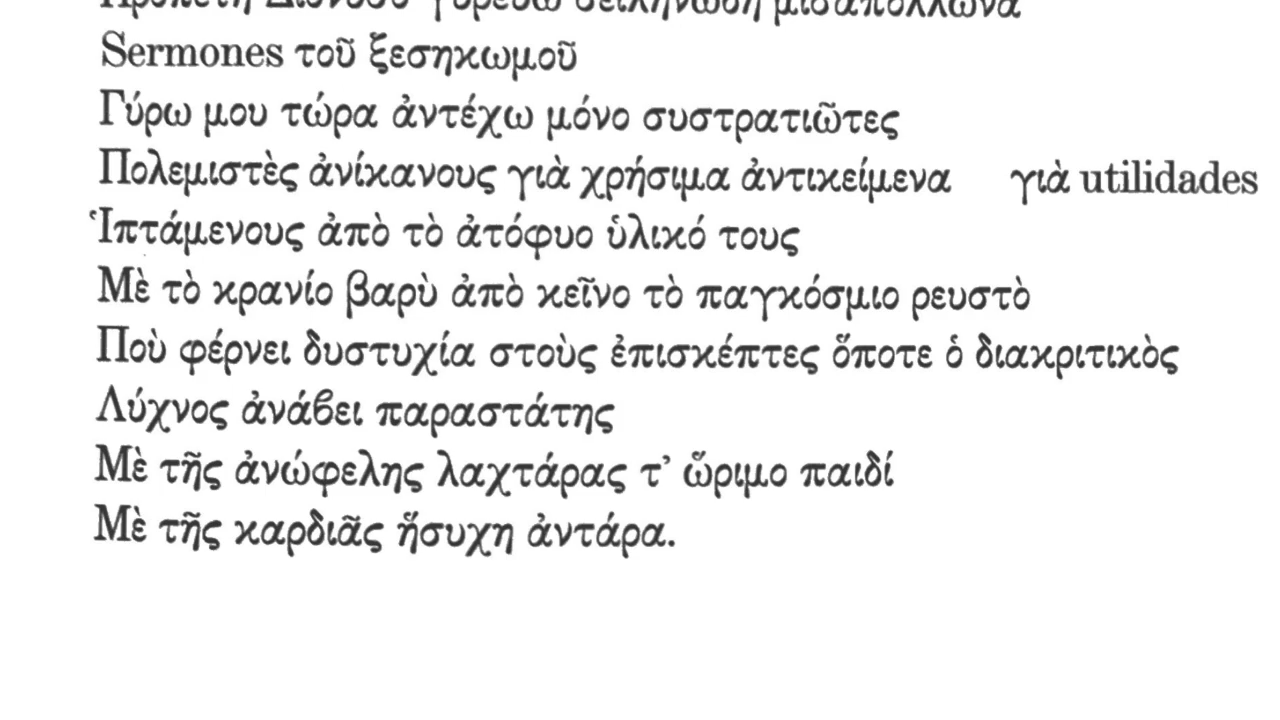 Sermones τοῦ ξεσηκωμοῦ
Γύρω μου τώρα ἀντέχω μόνο συστρατιῶτες
Πολεμιστὲς ἀνίκανους γιὰ χρήσιμα ἀντικείμενα γιὰ utilidades
Ἱπτάμενους ἀπὸ τὸ ἀτόφυο ὑλικό τους
Μὲ τὸ κρανίο βαρὺ ἀπὸ κεῖνο τὸ παγκόσμιο ρευστὸ
Ποὺ φέρνει δυστυχία στοὺς ἐπισκέπτες ὅποτε ὁ διακριτικὸς
Λύχνος ἀνάβει παραστάτης
Μὲ τῆς ἀνώφελης λαχτάρας τ’ ὥριμο παιδί
Μὲ τῆς καρδιᾶς ἥσυχη ἀντάρα.